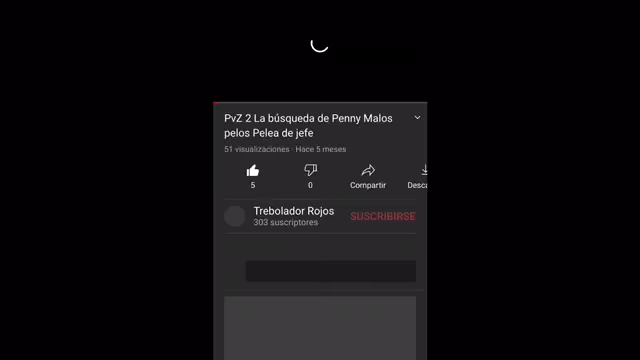 PvZ 2 La búsqueda de Penny Malos
pelos Pelea de jefe
51 visualizaciones · Hace 5 meses
5
0
Compartir
Desca
Trebolador Rojos
303 suscriptores
SUSCRIBIRSE